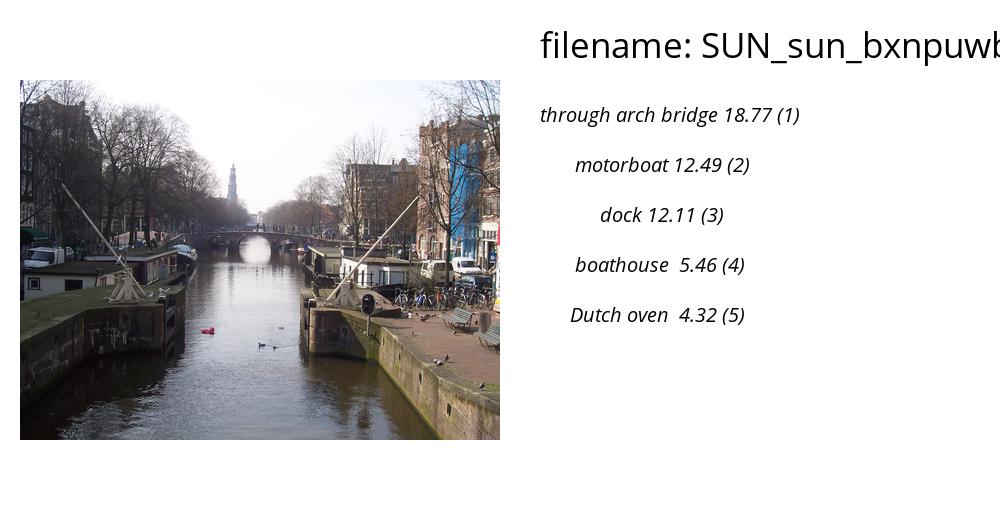 filename: SUN_sun_bxnpuw
through arch bridge 18.77 (1)
motorboat 12.49 (2)
dock 12.11 (3)
boathouse 5.46 (4)
Dutch oven 4.32 (5)